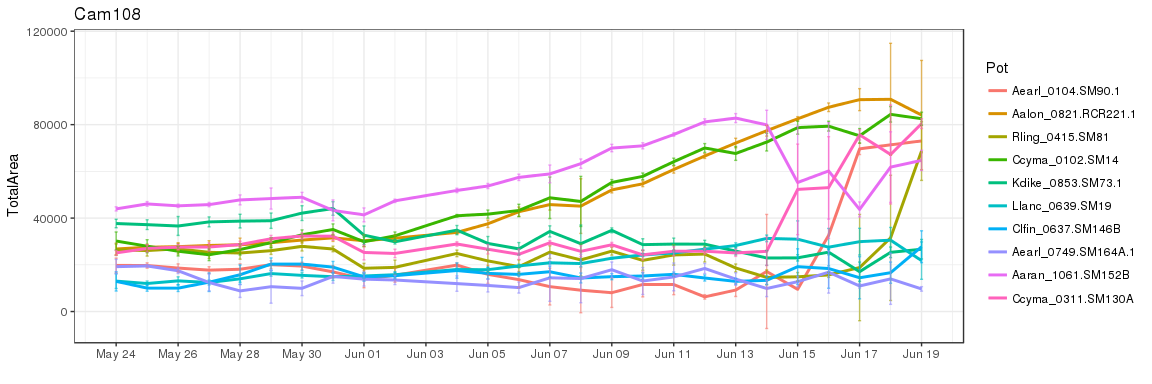 Cam108
TotalArea
120000
80000
40000
0
May 24 May 26 May 28 May 30 Jun 01 Jun 03 Jun 05 Jun 07 Jun 09 Jun 11 Jun 13 Jun 15 Jun 17 Jun 19
Pot
Aearl_0104.SM90.1
Aalon_0821.RCR221.1
Rling_0415.SM81
Ccyma_0102.SM14
Kdike_0853.SM73.1
Llanc_0639.SM19
Clfin_0637.SM146B
Aearl_0749.SM164A.1
Aaran_1061.SM152B
Ccyma_0311.SM130A